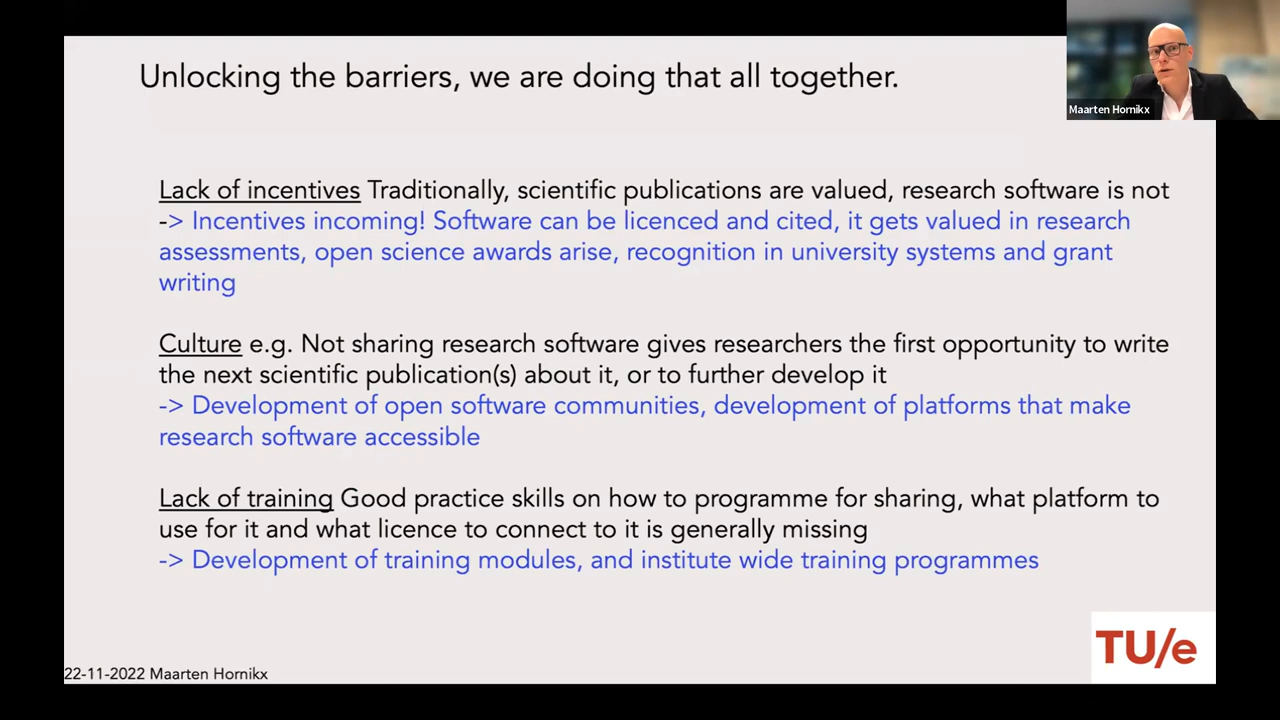 Unlocking the barriers, we are doing that all together.
Maarten Hornikx
Lack of incentives Traditionally, scientific publications are valued, research software is not
-> Incentives incoming! Software can be licenced and cited, it gets valued in research
assessments, open science awards arise, recognition in university systems and grant
writing
Culture e.g. Not sharing research software gives researchers the first opportunity to write
the next scientific publication(s) about it, or to further develop it
-> Development of open software communities, development of platforms that make
research software accessible
Lack of training Good practice skills on how to programme for sharing, what platform to
use for it and what licence to connect to it is generally missing
-> Development of training modules, and institute wide training programmes
TU/e
22-11-2022 Maarten Hornikx